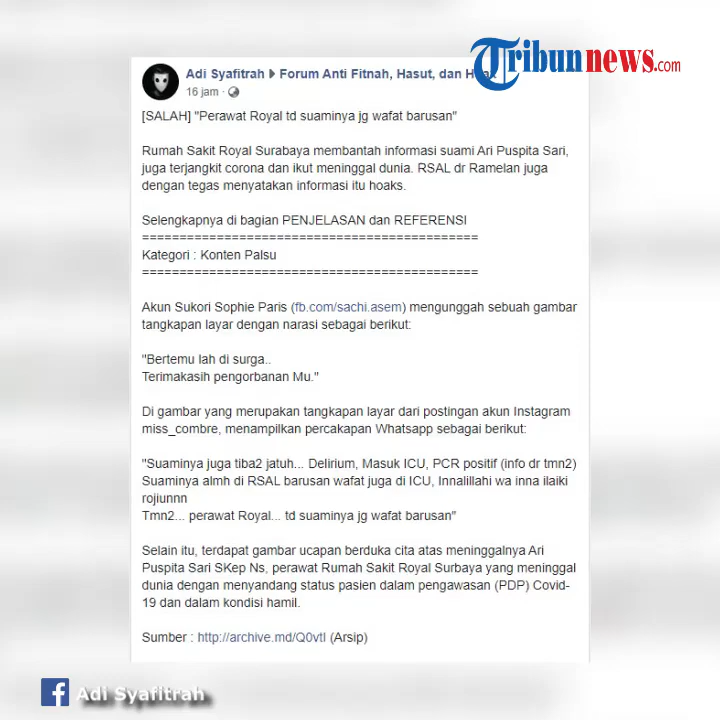 Tribunnews.com
Adi Syafitrah Forum Anti Fitnah, Hasut, dan
16 jam ·
[SALAH] "Perawat Royal td suaminya jg wafat barusan"
Rumah Sakit Royal Surabaya membantah informasi suami Ari Puspita Sari,
juga terjangkit corona dan ikut meninggal dunia. RSAL dr Ramelan juga
dengan tegas menyatakan informasi itu hoaks.
Selengkapnya di bagian PENJELASAN dan REFERENSI
=============================================
Kategori : Konten Palsu
=============================================
Akun Sukori Sophie Paris (fb.com/sachi.asem) mengunggah sebuah gambar
tangkapan layar dengan narasi sebagai berikut:
"Bertemu lah di surga..
Terimakasih pengorbanan Mu."
Di gambar yang merupakan tangkapan layar dari postingan akun Instagram
miss_combre, menampilkan percakapan Whatsapp sebagai berikut:
"Suaminya juga tiba2 jatuh... Delirium, Masuk ICU, PCR positif (info dr tmn2)
Suaminya almh di RSAL barusan wafat juga di ICU, Innalillahi wa inna ilaiki
rojiunnn
Tmn2... perawat Royal... td suaminya jg wafat barusan"
Selain itu, terdapat gambar ucapan berduka cita atas meninggalnya Ari
Puspita Sari SKep Ns, perawat Rumah Sakit Royal Surbaya yang meninggal
dunia dengan menyandang status pasien dalam pengawasan (PDP) Covid-
19 dan dalam kondisi hamil.
Sumber : http://archive.md/Q0vtI (Arsip)
Adi Syafitrah